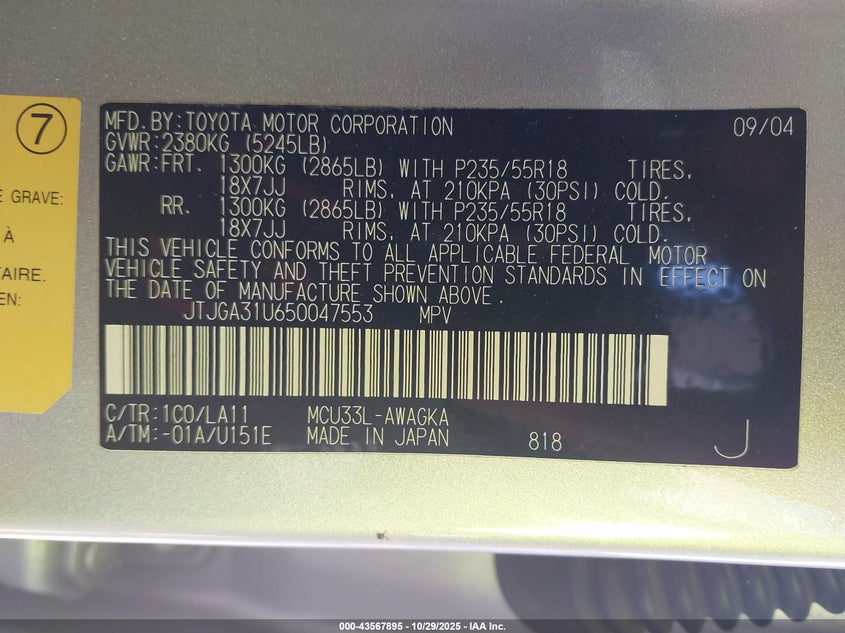 7
E GRAVE:
À
TAIRE.
EN:
MFD.BY:TOYOTA MOTOR CORPORATION 09/04
GVWR:2380KG (5245LB)
GAWR:FRT. 1300KG (2865LB) WITH P235/55R18 TIRES,
18X7JJ RIMS, AT 210KPA (30PSI) COLD.
RR. 1300KG (2865LB) WITH P235/55R18 TIRES,
18X7JJ RIMS, AT 210KPA (30PSI) COLD.
THIS VEHICLE CONFORMS TO ALL APPLICABLE FEDERAL MOTOR
VEHICLE SAFETY AND THEFT PREVENTION STANDARDS IN EFFECT ON
THE DATE OF MANUFACTURE SHOWN ABOVE.
JTJGA31U650047553 MPV
C/TR:1C0/LA11 MCU33L-AWAGKA
A/TM:-01A/U151E MADE IN JAPAN 818 J
000-43567895 - 10/29/2025 - IAA Inc.